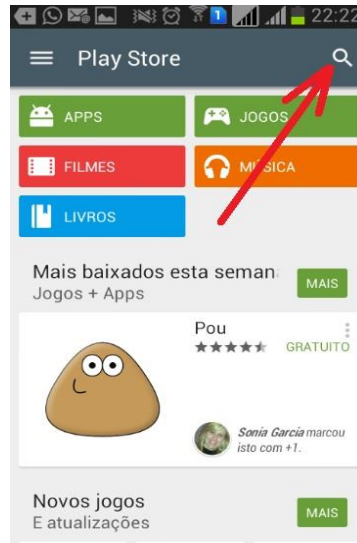 1 22:22
Play Store
APPS
JOGOS
FILMES
MÚSICA
LIVROS
Mais baixados esta seman
MAIS
Jogos + Apps
Pou
GRATUITO
Sonia Garcia marcou
isto com +1.
Novos jogos
MAIS
E atualizações